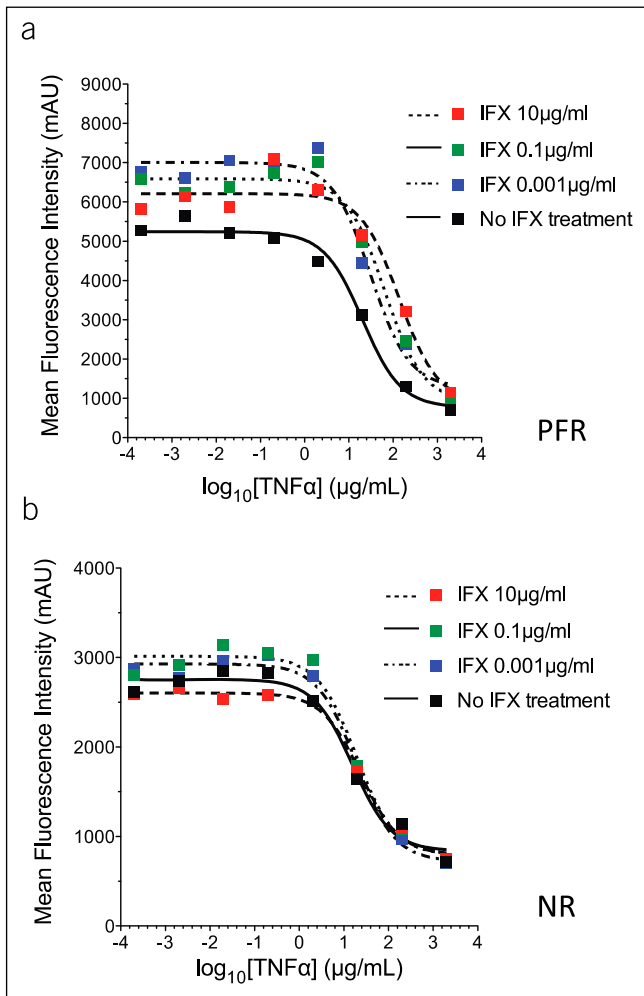 a
Mean Fluorescence Intensity (mAU)
9000
8000
7000
6000
5000
4000
3000
2000
1000
0
-4 -3 -2 -1 0 1 2 3 4
log10[TNFα] (µg/mL)
IFX 10µg/ml
IFX 0.1µg/ml
IFX 0.001µg/ml
No IFX treatment
PFR
b
Mean Fluorescence Intensity (mAU)
4000
3000
2000
1000
0
-4 -3 -2 -1 0 1 2 3 4
log10[TNFα] (µg/mL)
IFX 10µg/ml
IFX 0.1µg/ml
IFX 0.001µg/ml
No IFX treatment
NR